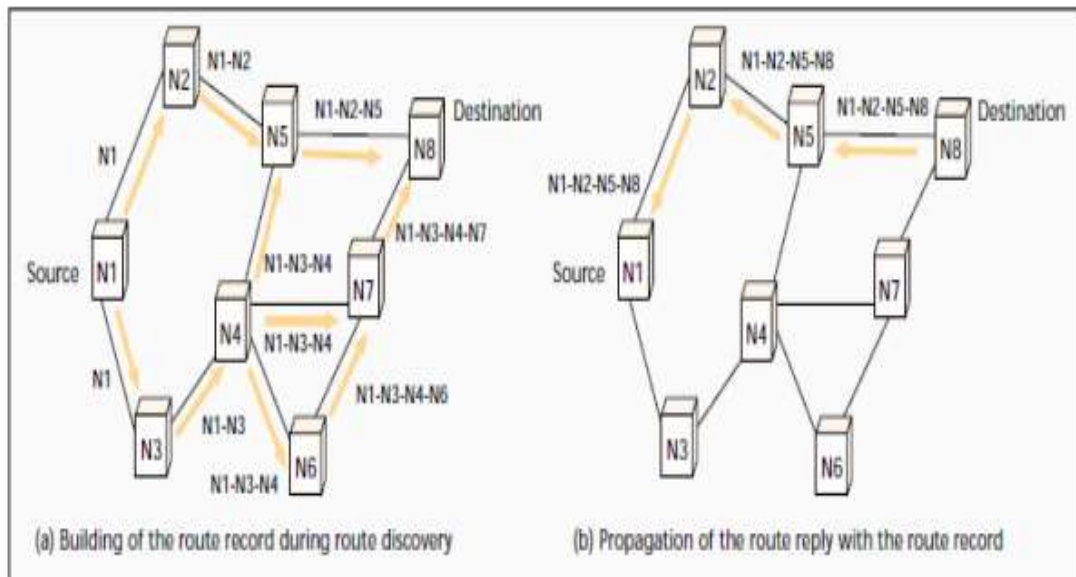 N2
N1-N2
N1-N2-N5
Destination
N5
N8
N1
N1-N3-N4-N7
Source
N1
N1-N3-N4
N7
N4
N1-N3-N4
N1
N1-N3-N4-N6
N1-N3
N3
N6
N1-N3-N4
(a) Building of the route record during route discovery
N2
N1-N2-N5-N8
N1-N2-N5-N8
Destination
N5
N8
N1-N2-N5-N8
Source
N1
N7
N4
N3
N6
(b) Propagation of the route reply with the route record